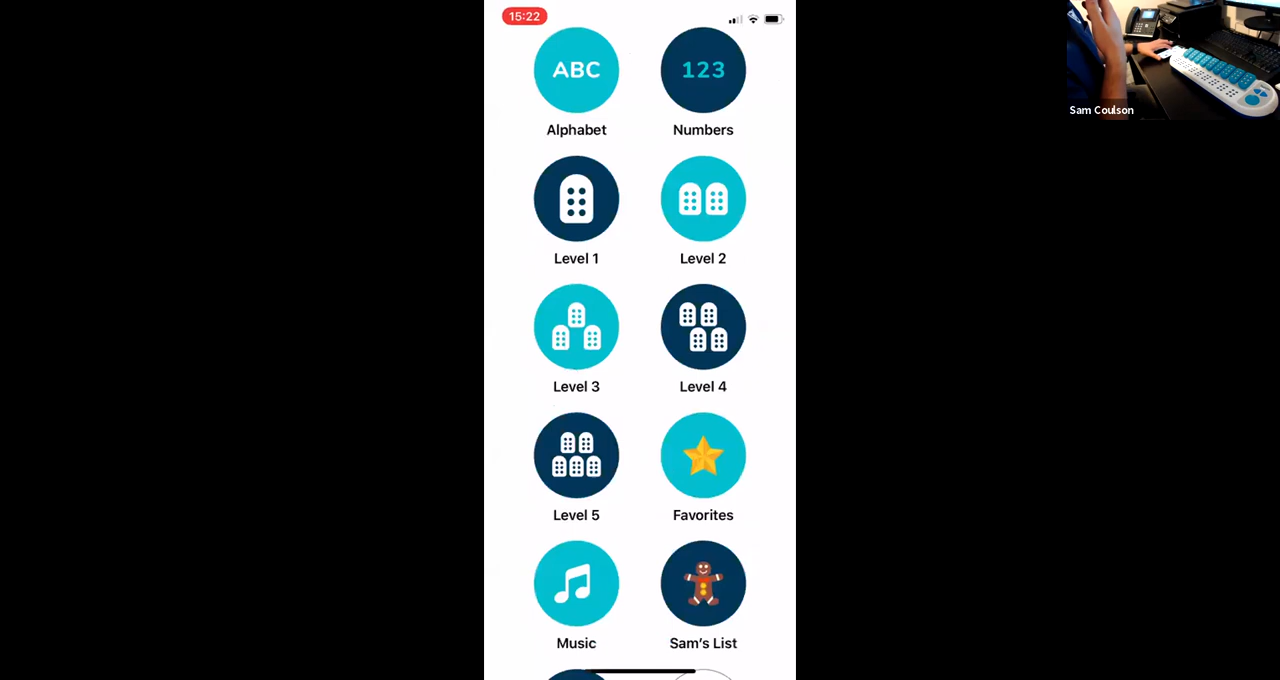 15:22
ABC
123
Alphabet
Numbers
Level 1
Level 2
Level 3
Level 4
Level 5
Favorites
Music
Sam's List
Sam Coulson